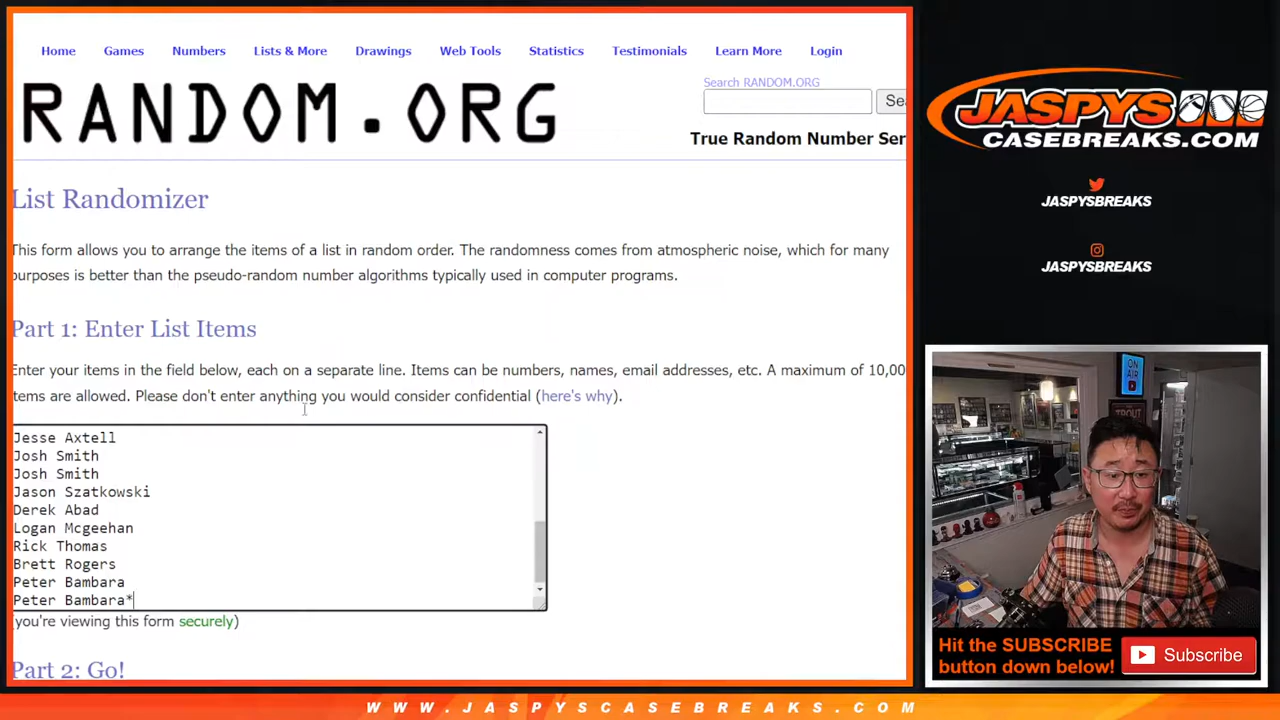 Home Games Numbers Lists & More Drawings Web Tools Statistics Testimonials Learn More Login
Search RANDOM.ORG
RANDOM.ORG
Sea
True Random Number Ser
List Randomizer
This form allows you to arrange the items of a list in random order. The randomness comes from atmospheric noise, which for many
purposes is better than the pseudo-random number algorithms typically used in computer programs.
Part 1: Enter List Items
Enter your items in the field below, each on a separate line. Items can be numbers, names, email addresses, etc. A maximum of 10,00
items are allowed. Please don't enter anything you would consider confidential (here's why).
Jesse Axtell
Josh Smith
Josh Smith
Jason Szatkowski
Derek Abad
Logan Mcgeehan
Rick Thomas
Brett Rogers
Peter Bambara
Peter Bambara*
(you're viewing this form securely)
Part 2: Go!
JASPYS
CASEBREAKS.COM
JASPYSBREAKS
JASPYSBREAKS
ON
AIR
TROUT
Hit the SUBSCRIBE
button down below!
Subscribe
WWW.JASPYSCASEBREAKS.COM